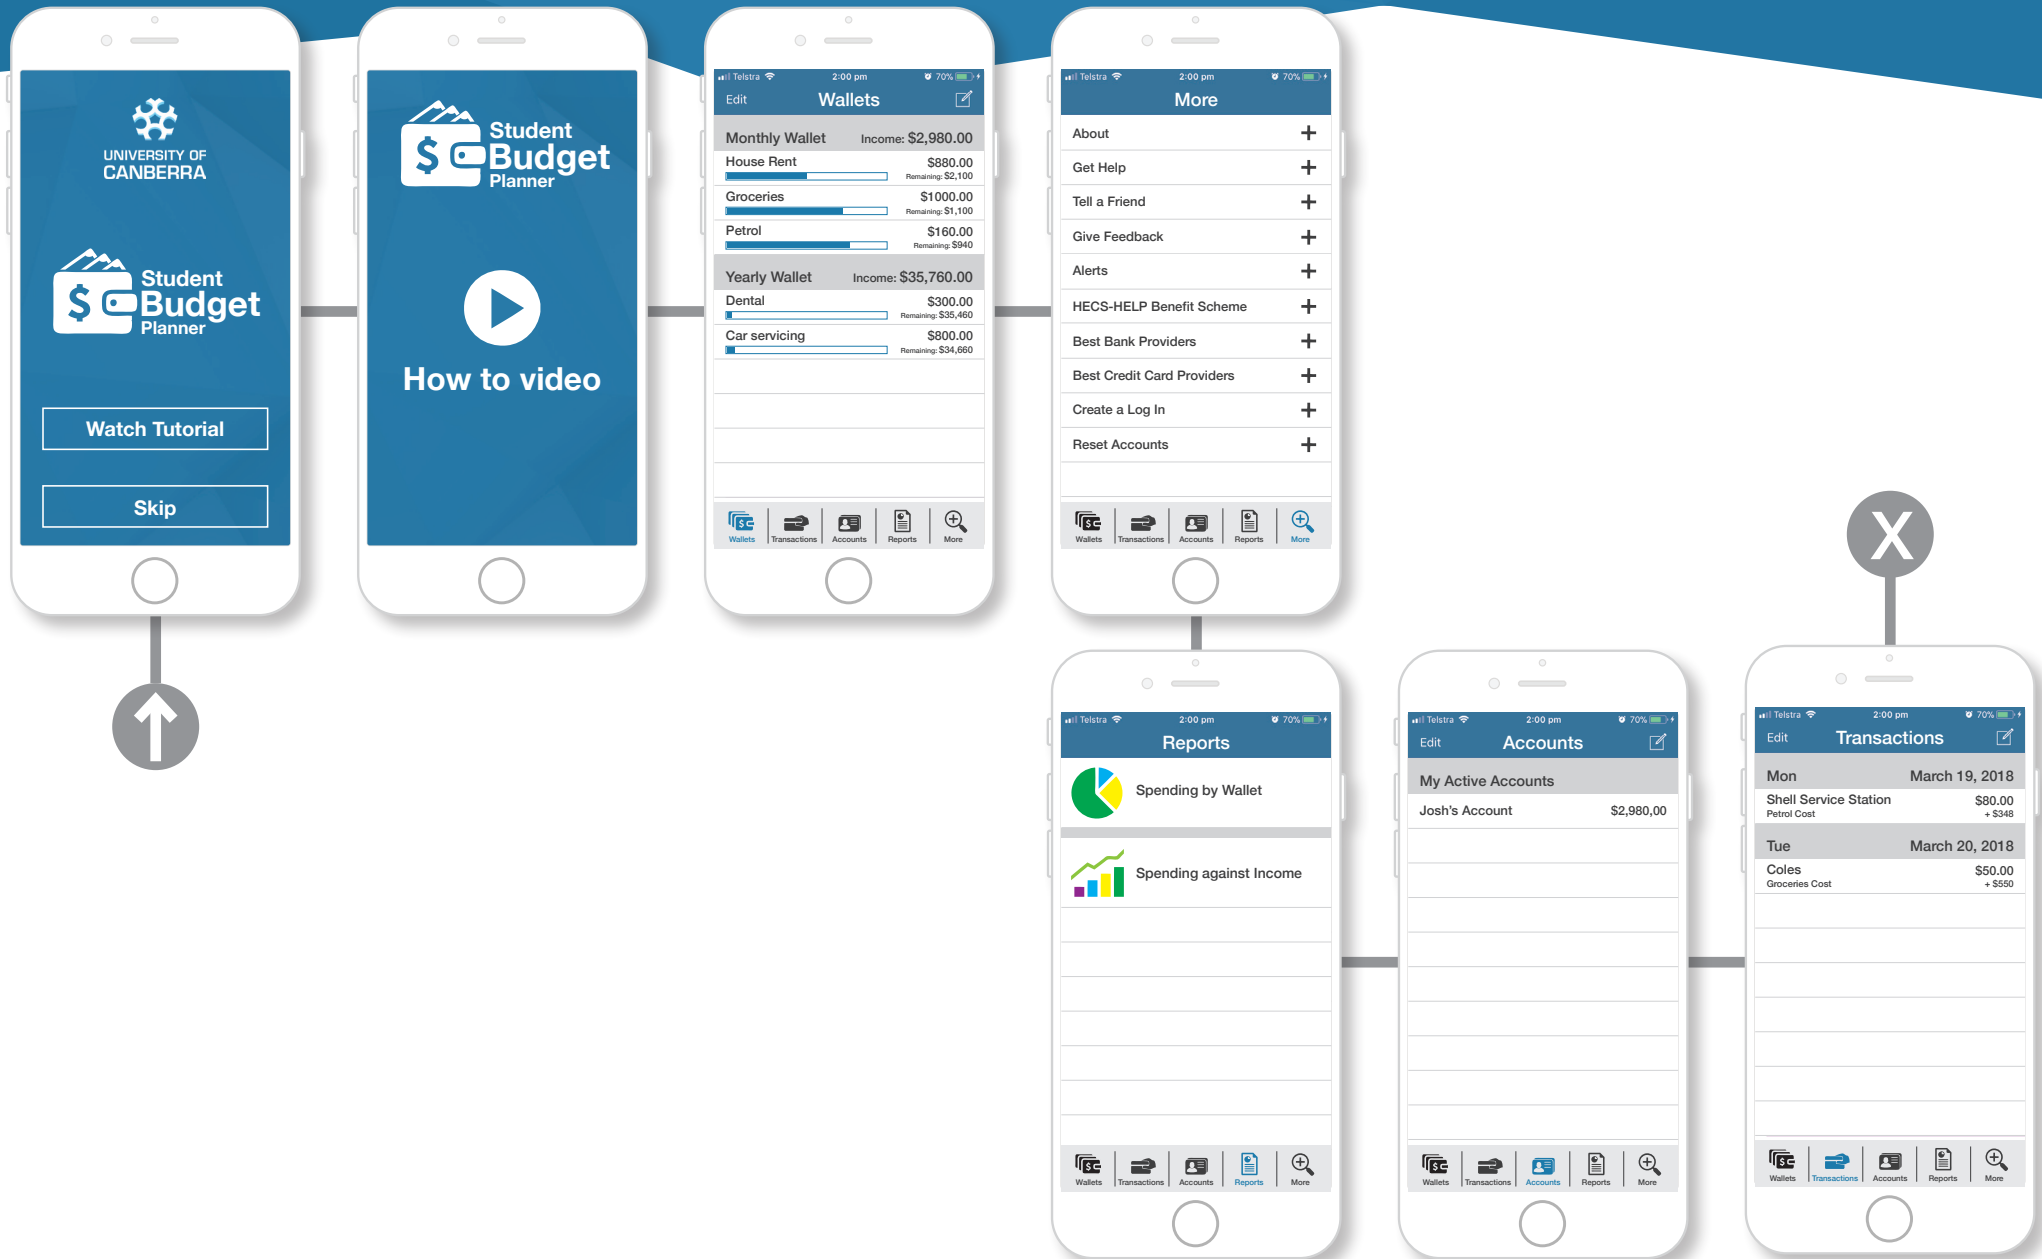 UNIVERSITY OF
CANBERRA
Student
Budget
Planner
$
Watch Tutorial
Skip
Student
Budget
Planner
$
How to video
Telstra 2:00 pm 70%
Edit Wallets
Monthly Wallet Income: $2,980.00
House Rent $880.00
Remaining: $2,100
Groceries $1000.00
Remaining: $1,100
Petrol $160.00
Remaining: $940
Yearly Wallet Income: $35,760.00
Dental $300.00
Remaining: $35,460
Car servicing $800.00
Remaining: $34,660
Wallets Transactions Accounts Reports More
Telstra 2:00 pm 70%
More
About +
Get Help +
Tell a Friend +
Give Feedback +
Alerts +
HECS-HELP Benefit Scheme +
Best Bank Providers +
Best Credit Card Providers +
Create a Log In +
Reset Accounts +
Wallets Transactions Accounts Reports More
X
Telstra 2:00 pm 70%
Reports
Spending by Wallet
Spending against Income
Wallets Transactions Accounts Reports More
Telstra 2:00 pm 70%
Edit Accounts
My Active Accounts
Josh's Account $2,980,00
Wallets Transactions Accounts Reports More
Telstra 2:00 pm 70%
Edit Transactions
Mon March 19, 2018
Shell Service Station $80.00
Petrol Cost + $348
Tue March 20, 2018
Coles $50.00
Groceries Cost + $550
Wallets Transactions Accounts Reports More